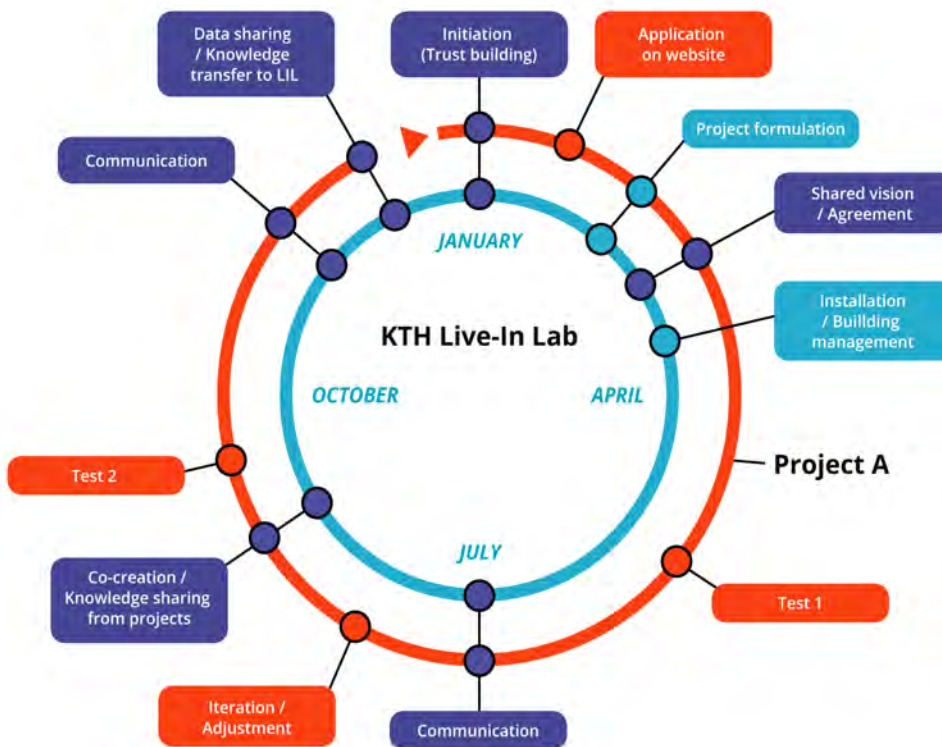 Data sharing
/ Knowledge
transfer to LIL
Initiation
(Trust building)
Application
on website
Project formulation
Communication
Shared vision
/ Agreement
JANUARY
Installation
/ Buillding
management
KTH Live-In Lab
OCTOBER
APRIL
Project A
Test 2
JULY
Co-creation /
Knowledge sharing
from projects
Test 1
Iteration /
Adjustment
Communication